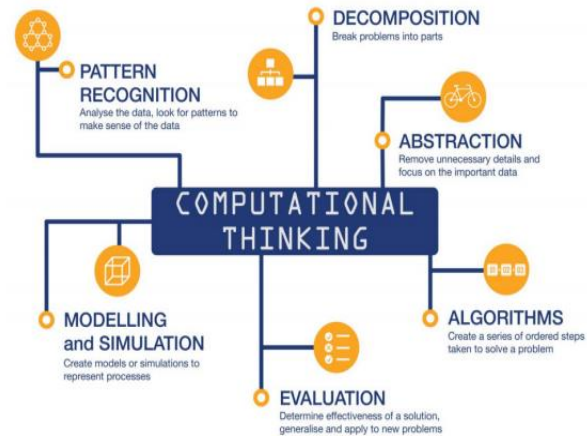 DECOMPOSITION
Break problems into parts
PATTERN
RECOGNITION
Analyse the data, look for patterns to
make sense of the data
ABSTRACTION
Remove unnecessary details and
focus on the important data
COMPUTATIONAL
THINKING
MODELLING
and SIMULATION
Create models or simulations to
represent processes
ALGORITHMS
Create a series of ordered steps
taken to solve a problem
EVALUATION
Determine effectiveness of a solution,
generalise and apply to new problems